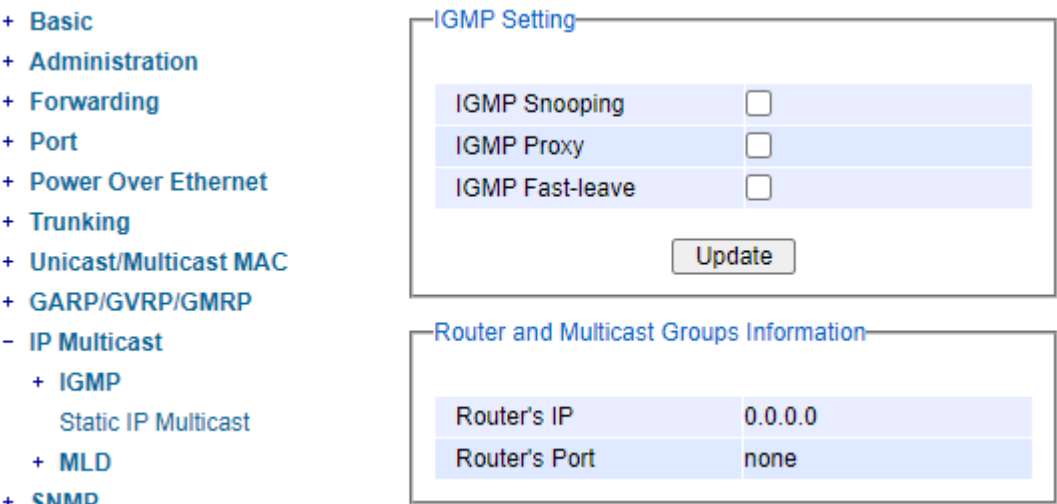 + Basic
+ Administration
+ Forwarding
+ Port
+ Power Over Ethernet
+ Trunking
+ Unicast/Multicast MAC
+ GARP/GVRP/GMRP
− IP Multicast
+ IGMP
Static IP Multicast
+ MLD
+ SNMP
IGMP Setting
IGMP Snooping
IGMP Proxy
IGMP Fast-leave
Update
Router and Multicast Groups Information
Router's IP 0.0.0.0
Router's Port none